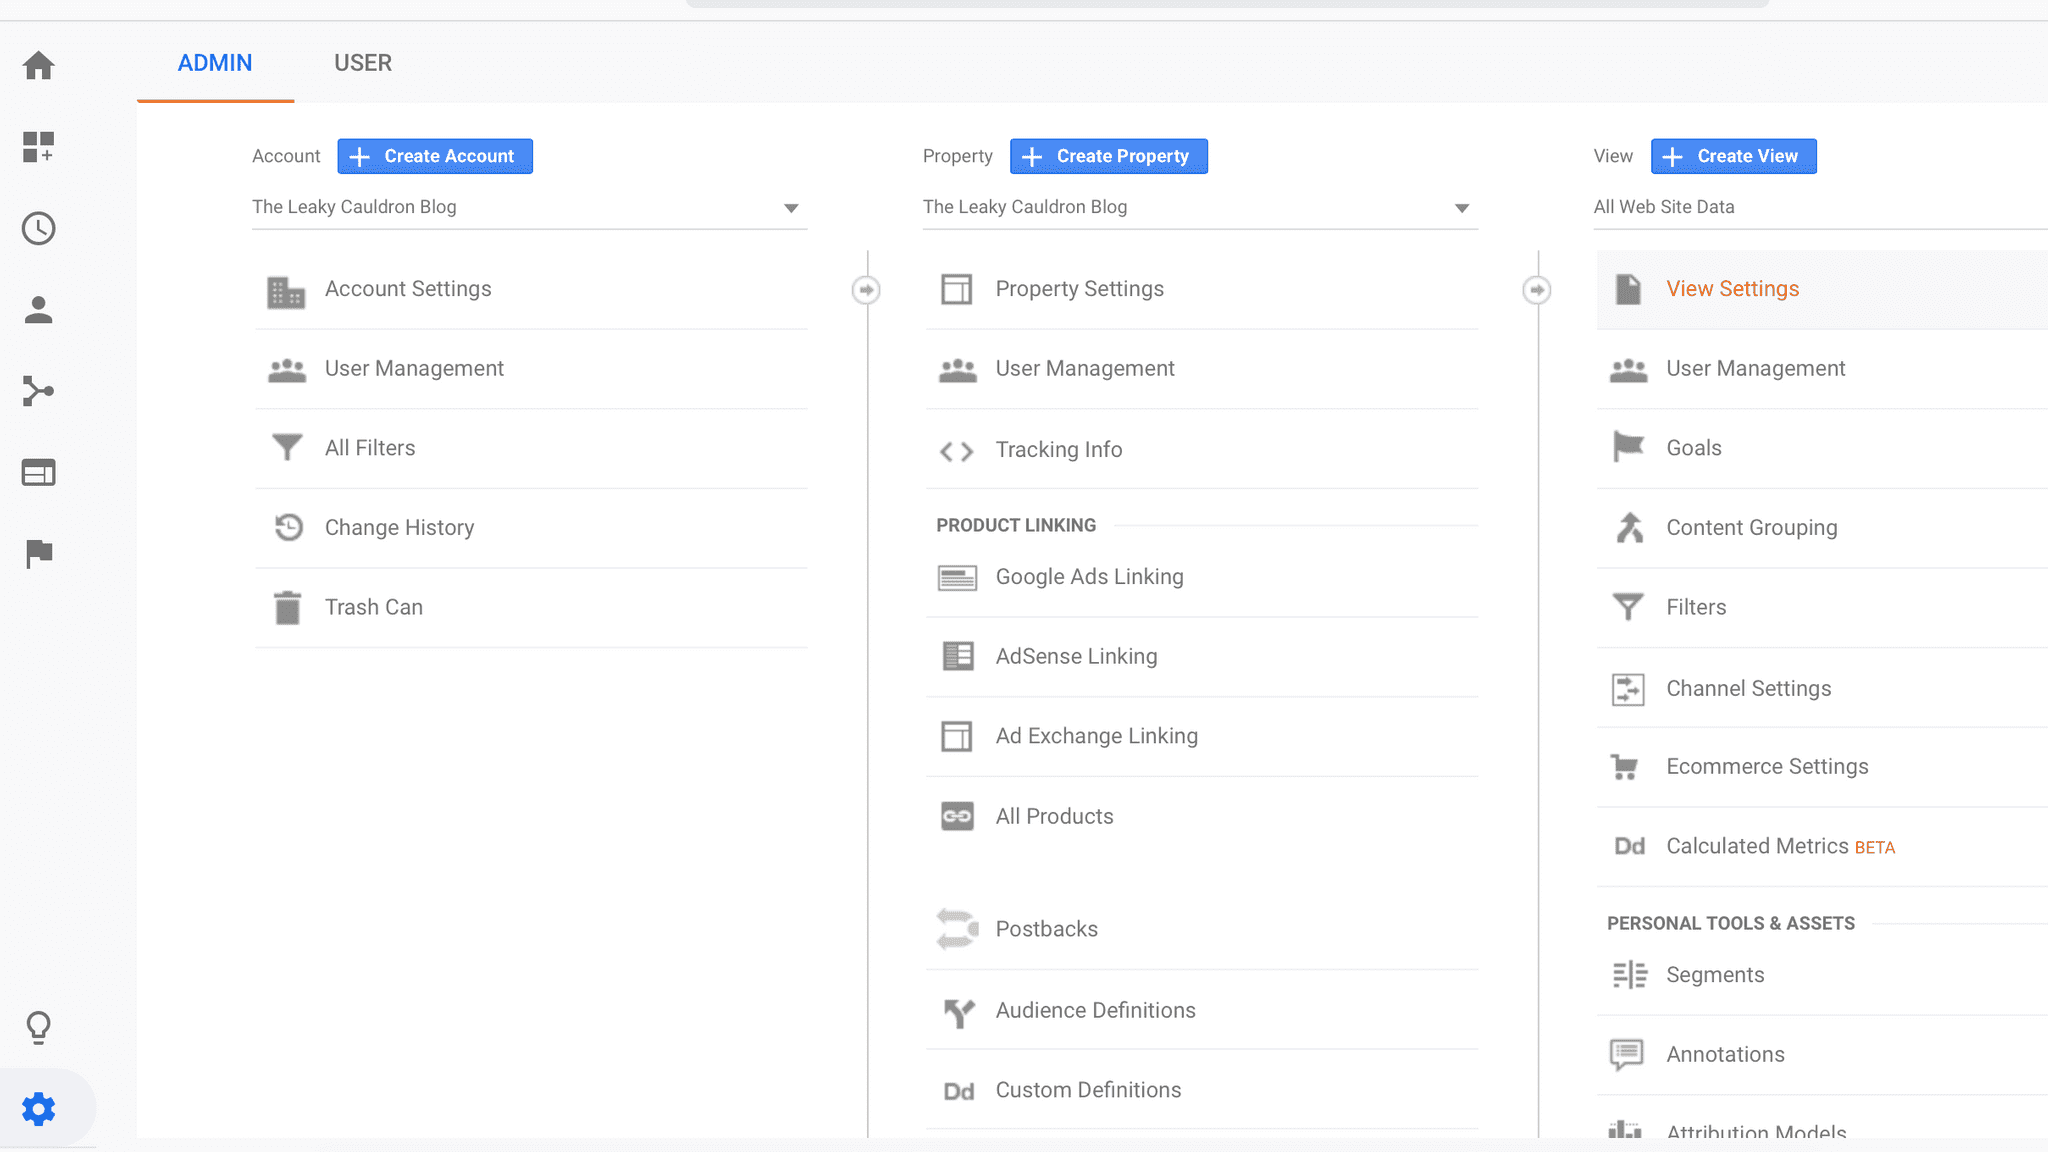 ADMIN
USER
Account
Create Account
The Leaky Cauldron Blog
Account Settings
User Management
All Filters
Change History
Trash Can
Property
Create Property
The Leaky Cauldron Blog
Property Settings
User Management
Tracking Info
PRODUCT LINKING
Google Ads Linking
AdSense Linking
Ad Exchange Linking
All Products
Postbacks
Audience Definitions
Dd Custom Definitions
View
Create View
All Web Site Data
View Settings
User Management
Goals
Content Grouping
Filters
Channel Settings
Ecommerce Settings
Dd Calculated Metrics BETA
PERSONAL TOOLS & ASSETS
Segments
Annotations
Attribution Models